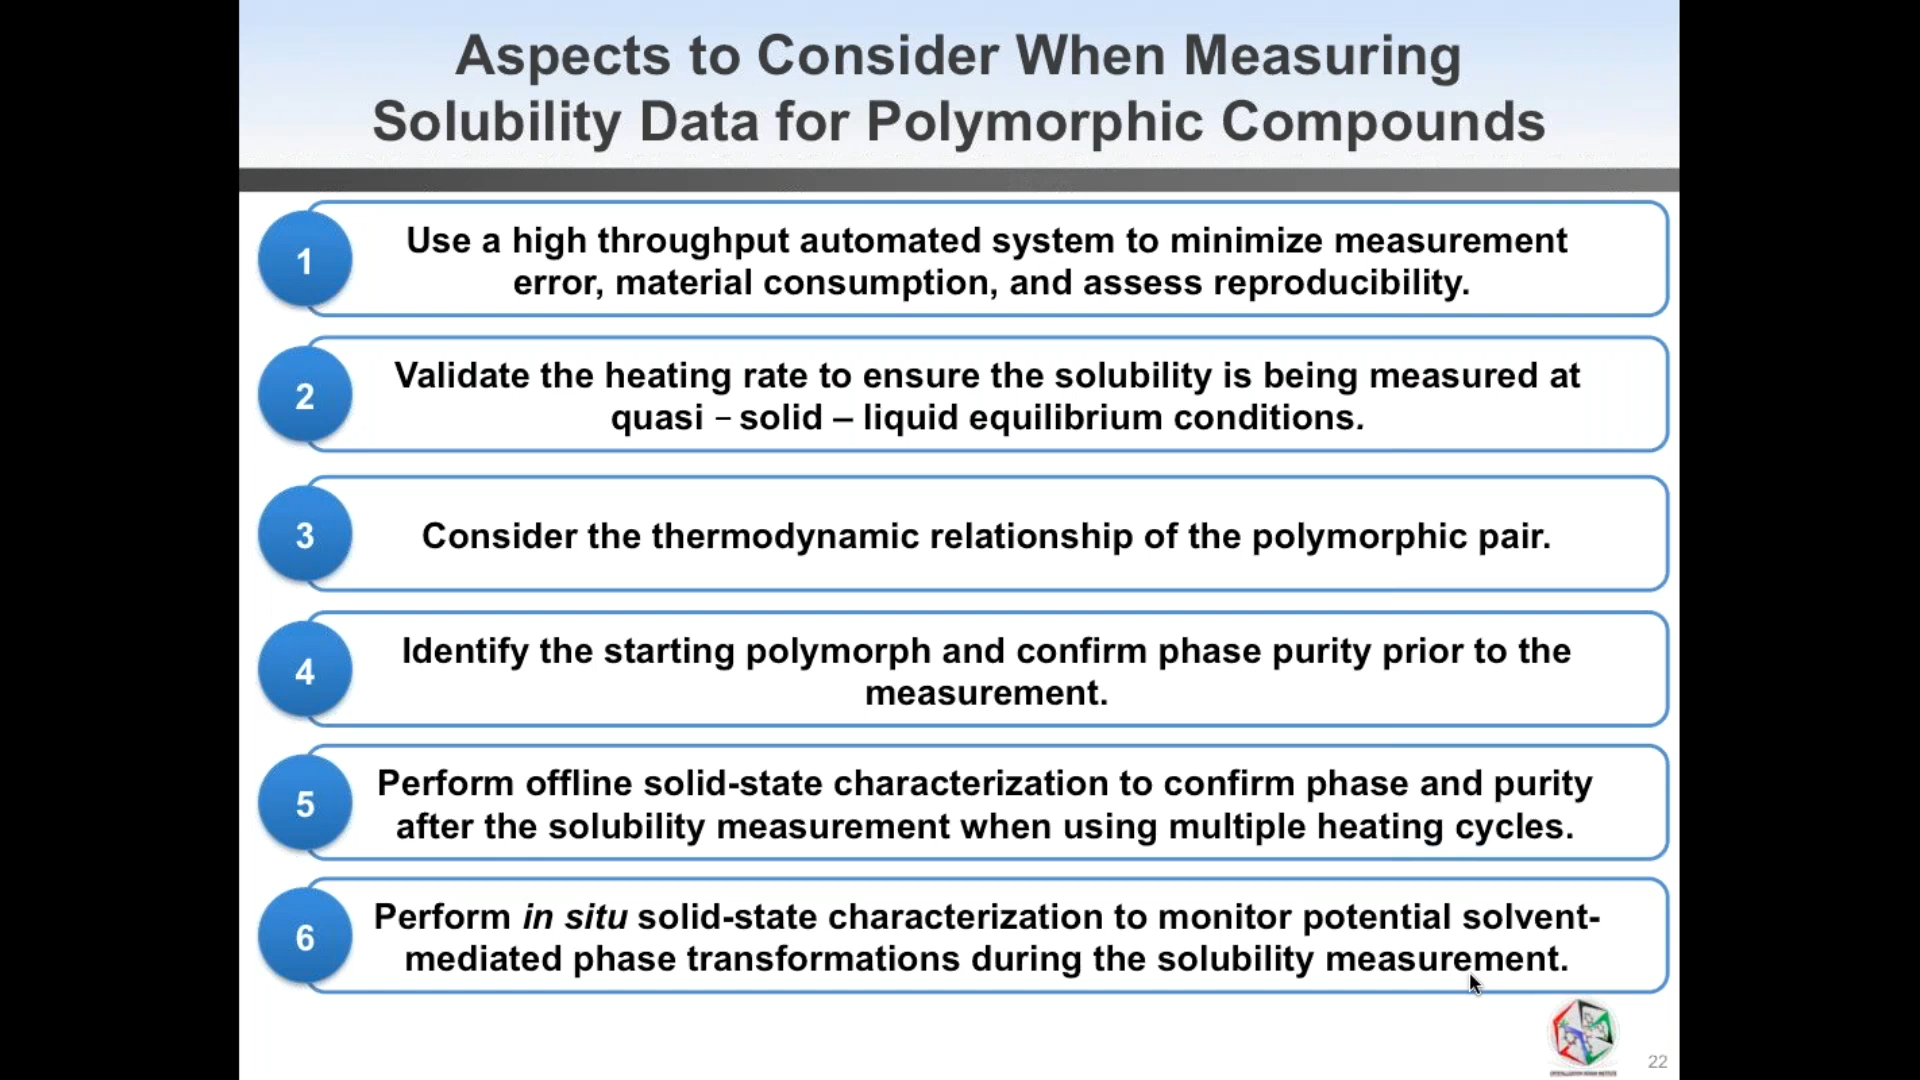 Aspects to Consider When Measuring
Solubility Data for Polymorphic Compounds
1
Use a high throughput automated system to minimize measurement
error, material consumption, and assess reproducibility.
2
Validate the heating rate to ensure the solubility is being measured at
quasi – solid – liquid equilibrium conditions.
3
Consider the thermodynamic relationship of the polymorphic pair.
4
Identify the starting polymorph and confirm phase purity prior to the
measurement.
5
Perform offline solid-state characterization to confirm phase and purity
after the solubility measurement when using multiple heating cycles.
6
Perform in situ solid-state characterization to monitor potential solvent-
mediated phase transformations during the solubility measurement.
22